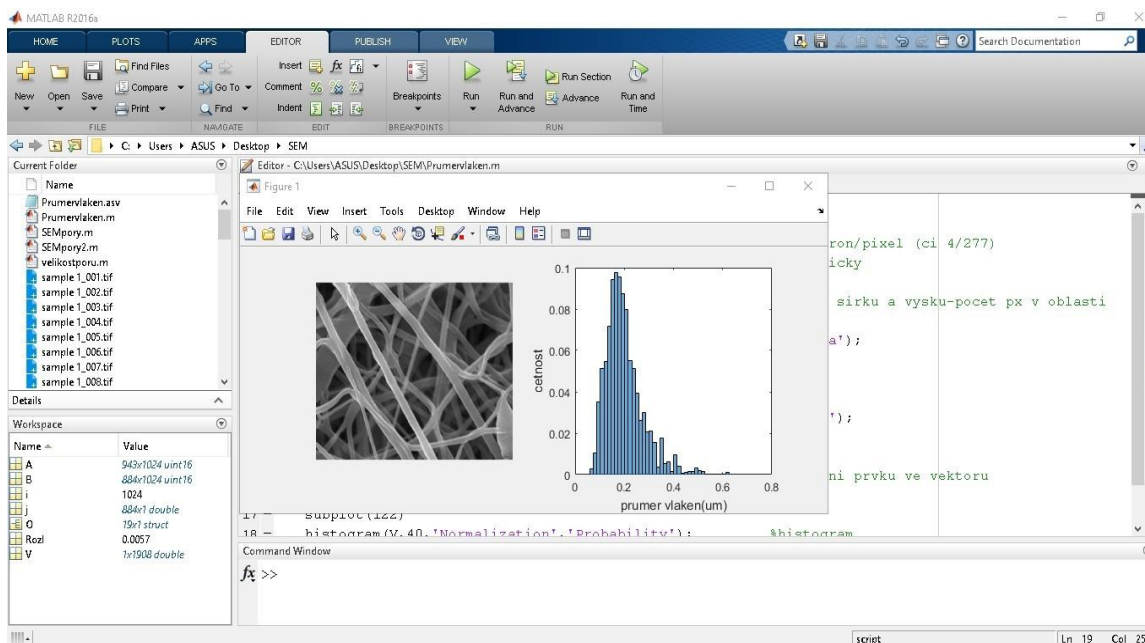 MATLAB R2016a
HOME PLOTS APPS EDITOR PUBLISH VIEW Search Documentation
New Open Save Find Files Compare Print Go To Find Insert fx Comment Indent Breakpoints Run Run and Advance Run Section Advance Run and Time
FILE NAVIGATE EDIT BREAKPOINTS RUN
C: Users ASUS Desktop SEM
Current Folder
Name
Prumervlaken.asv
Prumervlaken.m
SEMpory.m
SEMpory2.m
velikostporu.m
sample 1_001.tif
sample 1_002.tif
sample 1_003.tif
sample 1_004.tif
sample 1_005.tif
sample 1_006.tif
sample 1_007.tif
sample 1_008.tif
Details
Workspace
Name Value
A 943x1024 uint16
B 884x1024 uint16
i 1024
j 884x1 double
O 19x1 struct
Rozl 0.0057
V 1x1908 double
Editor - C:\Users\ASUS\Desktop\SEM\Prumervlaken.m
Figure 1
File Edit View Insert Tools Desktop Window Help
0.1
0.08
0.06
0.04
0.02
0
cetnost
0 0.2 0.4 0.6 0.8
prumer vlaken(um)
ron/pixel (ci 4/277)
icky
sirku a vysku-pocet px v oblasti
a');
');
ni prvku ve vektoru
17 - subplot(122)
18 - histogram(V,40,'Normalization','Probability'); %histogram
Command Window
fx >>
script Ln 19 Col 25